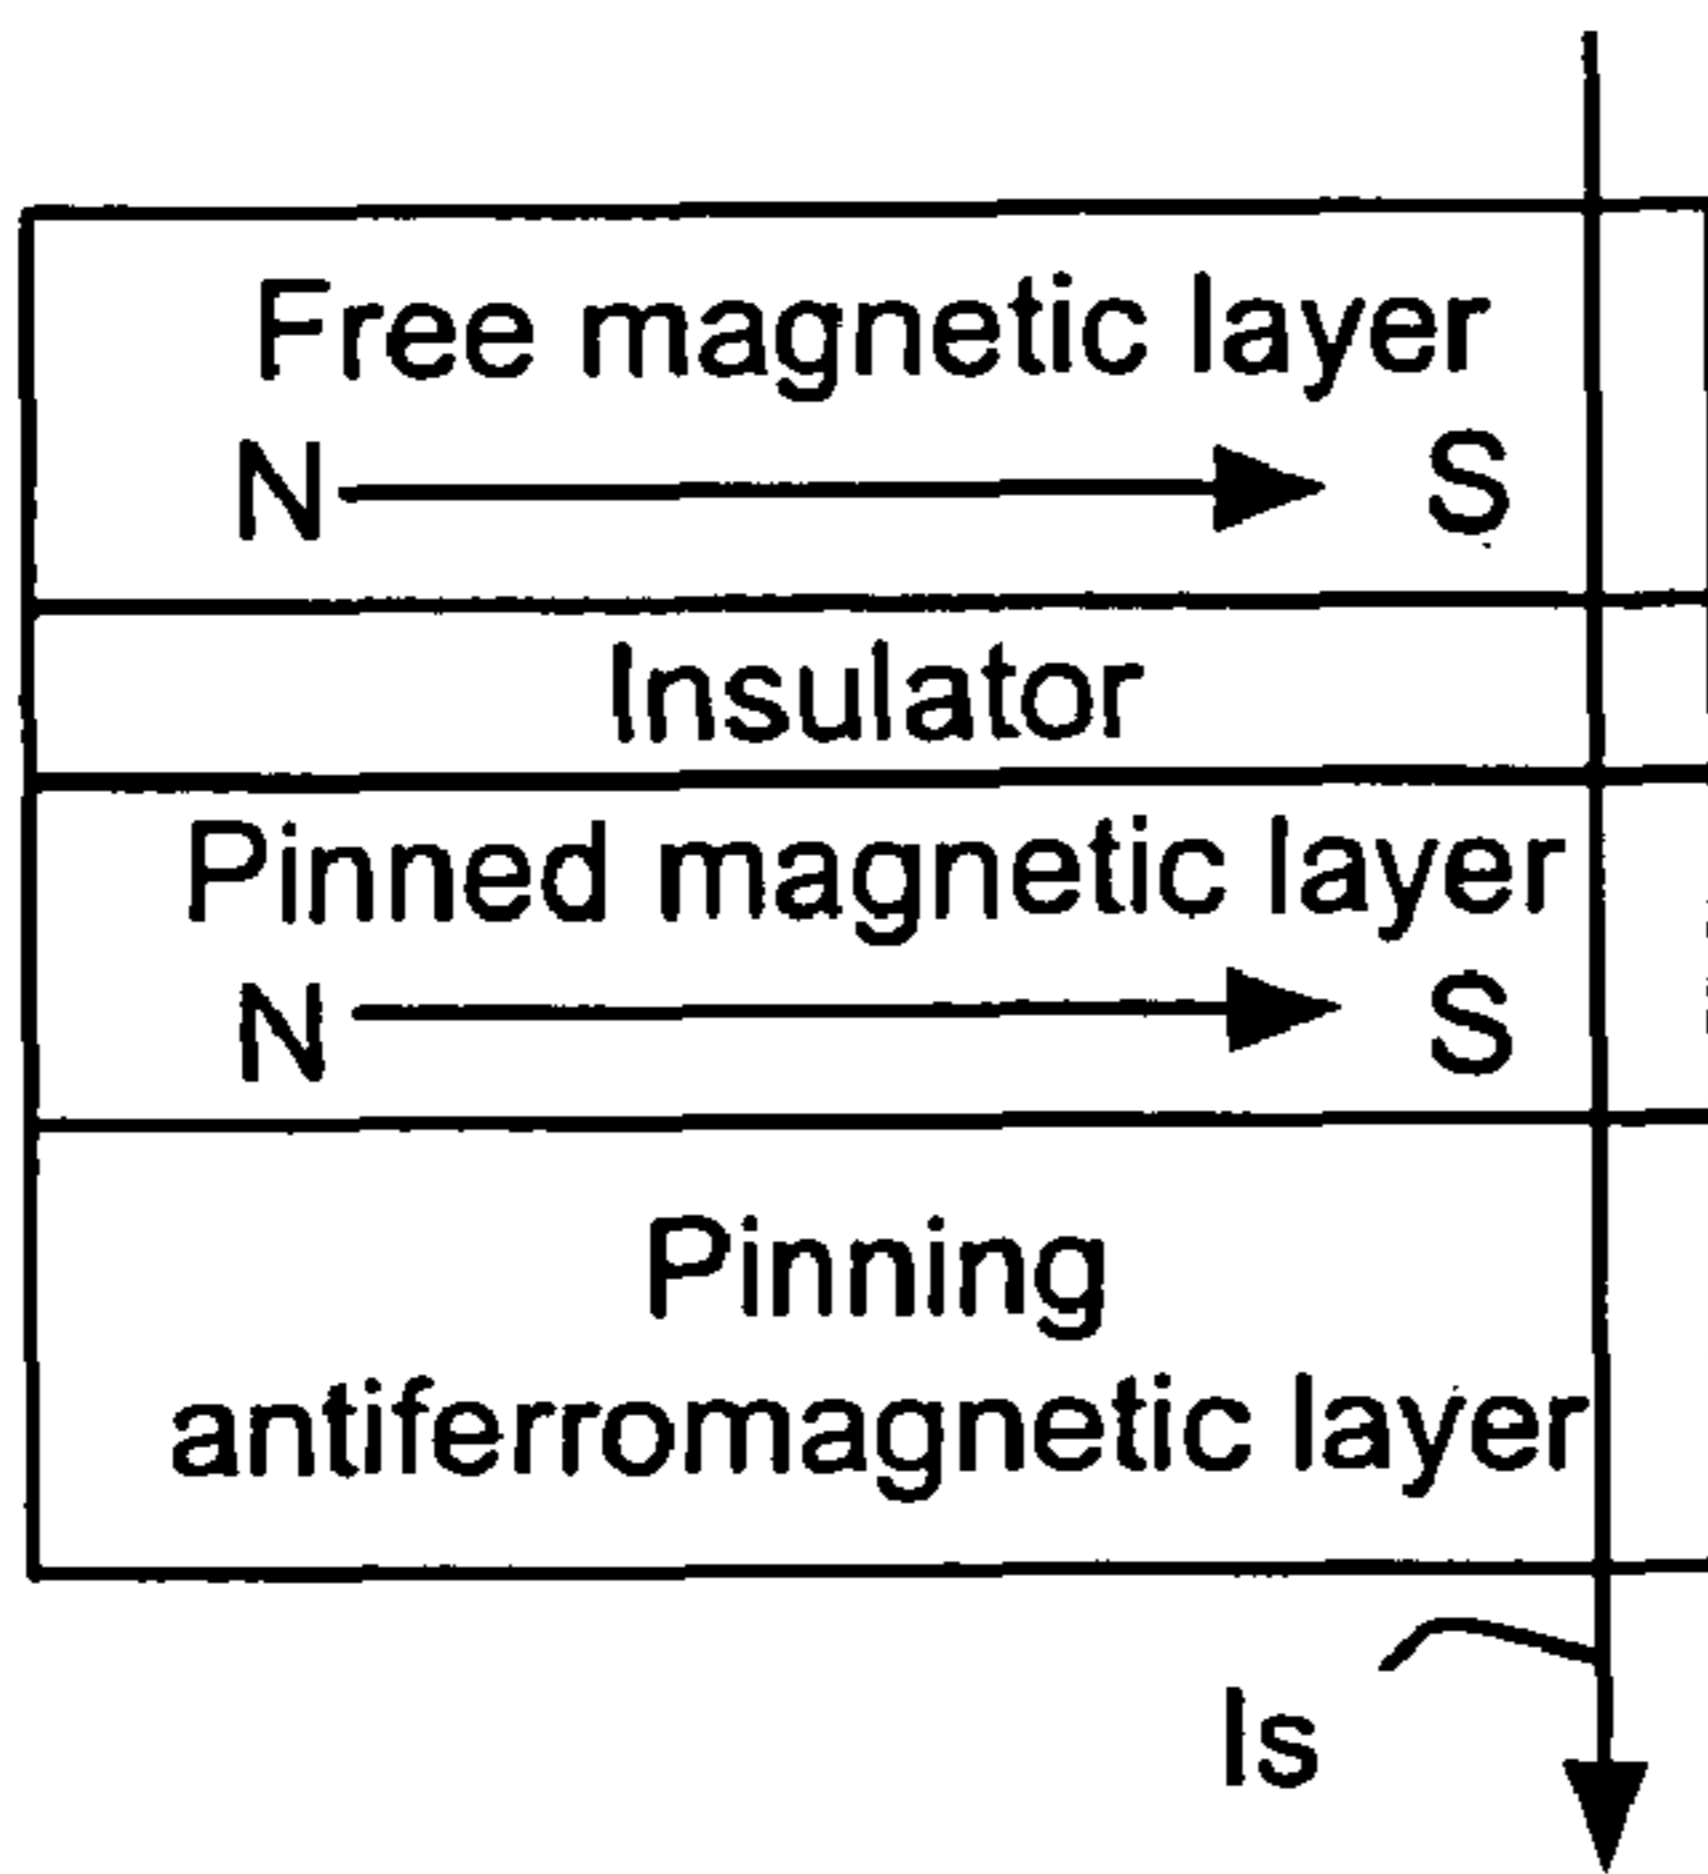 Free magnetic layer
N S
Insulator
Pinned magnetic layer
N S
Pinning
antiferromagnetic layer
Is